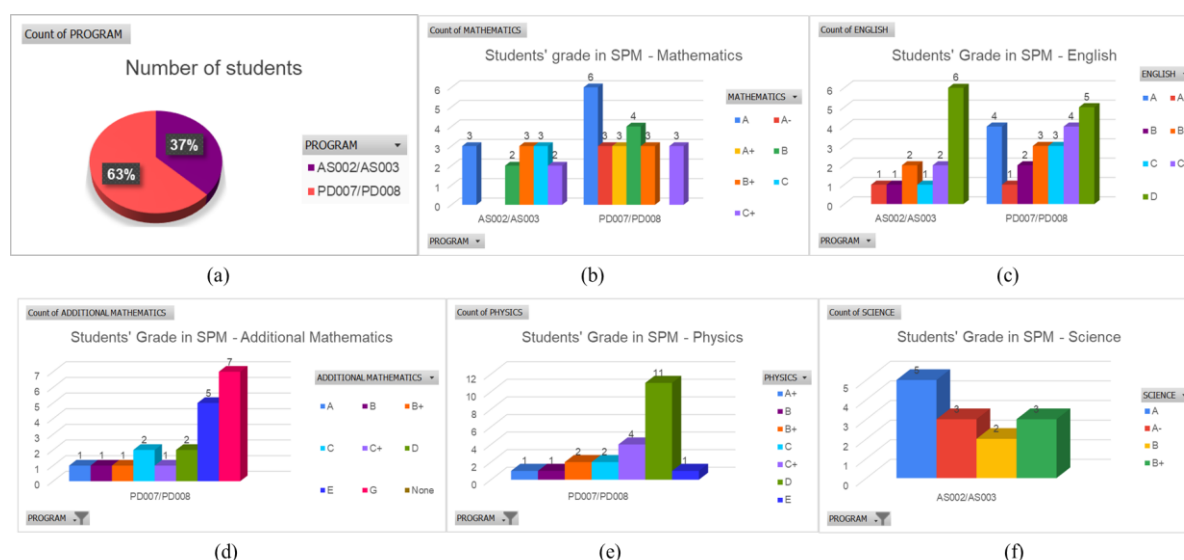 Count of PROGRAM
Number of students
37%
63%
PROGRAM
AS002/AS003
PD007/PD008
(a)
Count of MATHEMATICS
Students' grade in SPM - Mathematics
6
5
4
3
2
1
0
3
2
3
3
2
6
3
3
4
3
3
AS002/AS003
PD007/PD008
MATHEMATICS
A
A-
A+
B
B+
C
C+
PROGRAM
(b)
Count of ENGLISH
Students' Grade in SPM - English
6
5
4
3
2
1
0
1
1
2
1
2
6
4
1
2
3
3
4
5
AS002/AS003
PD007/PD008
ENGLISH
A
A
B
B
C
C
D
PROGRAM
(c)
Count of ADDITIONAL MATHEMATICS
Students' Grade in SPM - Additional Mathematics
7
6
5
4
3
2
1
0
1
1
1
2
1
2
5
7
PD007/PD008
ADDITIONAL MATHEMATICS
A
B
B+
C
C+
D
E
G
None
PROGRAM
(d)
Count of PHYSICS
Students' Grade in SPM - Physics
12
10
8
6
4
2
0
1
1
2
2
4
11
1
PD007/PD008
PHYSICS
A+
B
B+
C
C+
D
E
PROGRAM
(e)
Count of SCIENCE
Students' Grade in SPM - Science
5
4
3
2
1
0
5
3
2
3
AS002/AS003
SCIENCE
A
A-
B
B+
PROGRAM
(f)